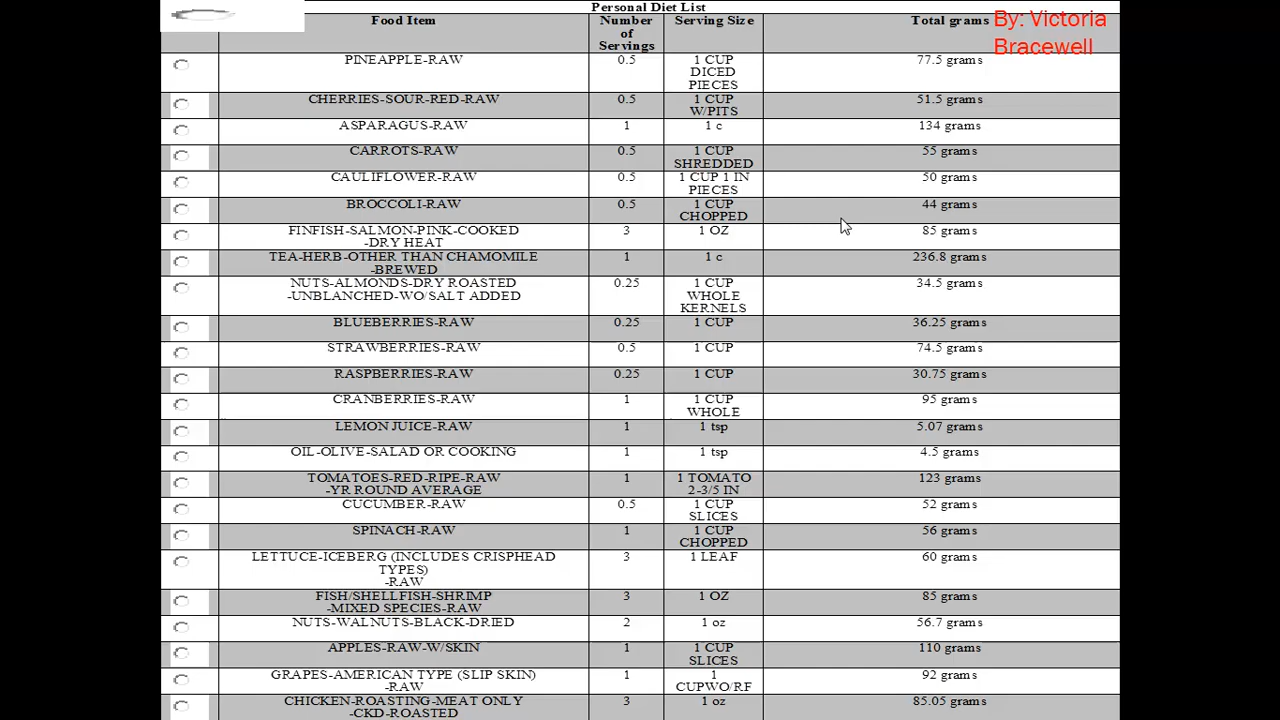 Personal Diet List
Food Item Number of Servings Serving Size Total grams
By: Victoria
Bracewell
PINEAPPLE-RAW 0.5 1 CUP DICED PIECES 77.5 grams
CHERRIES-SOUR-RED-RAW 0.5 1 CUP W/PITS 51.5 grams
ASPARAGUS-RAW 1 1 c 134 grams
CARROTS-RAW 0.5 1 CUP SHREDDED 55 grams
CAULIFLOWER-RAW 0.5 1 CUP 1 IN PIECES 50 grams
BROCCOLI-RAW 0.5 1 CUP CHOPPED 44 grams
FINFISH-SALMON-PINK-COOKED -DRY HEAT 3 1 OZ 85 grams
TEA-HERB-OTHER THAN CHAMOMILE -BREWED 1 1 c 236.8 grams
NUTS-ALMONDS-DRY ROASTED -UNBLANCHED-WO/SALT ADDED 0.25 1 CUP WHOLE KERNELS 34.5 grams
BLUEBERRIES-RAW 0.25 1 CUP 36.25 grams
STRAWBERRIES-RAW 0.5 1 CUP 74.5 grams
RASPBERRIES-RAW 0.25 1 CUP 30.75 grams
CRANBERRIES-RAW 1 1 CUP WHOLE 95 grams
LEMON JUICE-RAW 1 1 tsp 5.07 grams
OIL-OLIVE-SALAD OR COOKING 1 1 tsp 4.5 grams
TOMATOES-RED-RIPE-RAW -YR ROUND AVERAGE 1 1 TOMATO 2-3/5 IN 123 grams
CUCUMBER-RAW 0.5 1 CUP SLICES 52 grams
SPINACH-RAW 1 1 CUP CHOPPED 56 grams
LETTUCE-ICEBERG (INCLUDES CRISPHEAD TYPES) -RAW 3 1 LEAF 60 grams
FISH/SHELLFISH-SHRIMP -MIXED SPECIES-RAW 3 1 OZ 85 grams
NUTS-WALNUTS-BLACK-DRIED 2 1 oz 56.7 grams
APPLES-RAW-W/SKIN 1 1 CUP SLICES 110 grams
GRAPES-AMERICAN TYPE (SLIP SKIN) -RAW 1 1 CUPWO/RF 92 grams
CHICKEN-ROASTING-MEAT ONLY -CKD-ROASTED 3 1 oz 85.05 grams